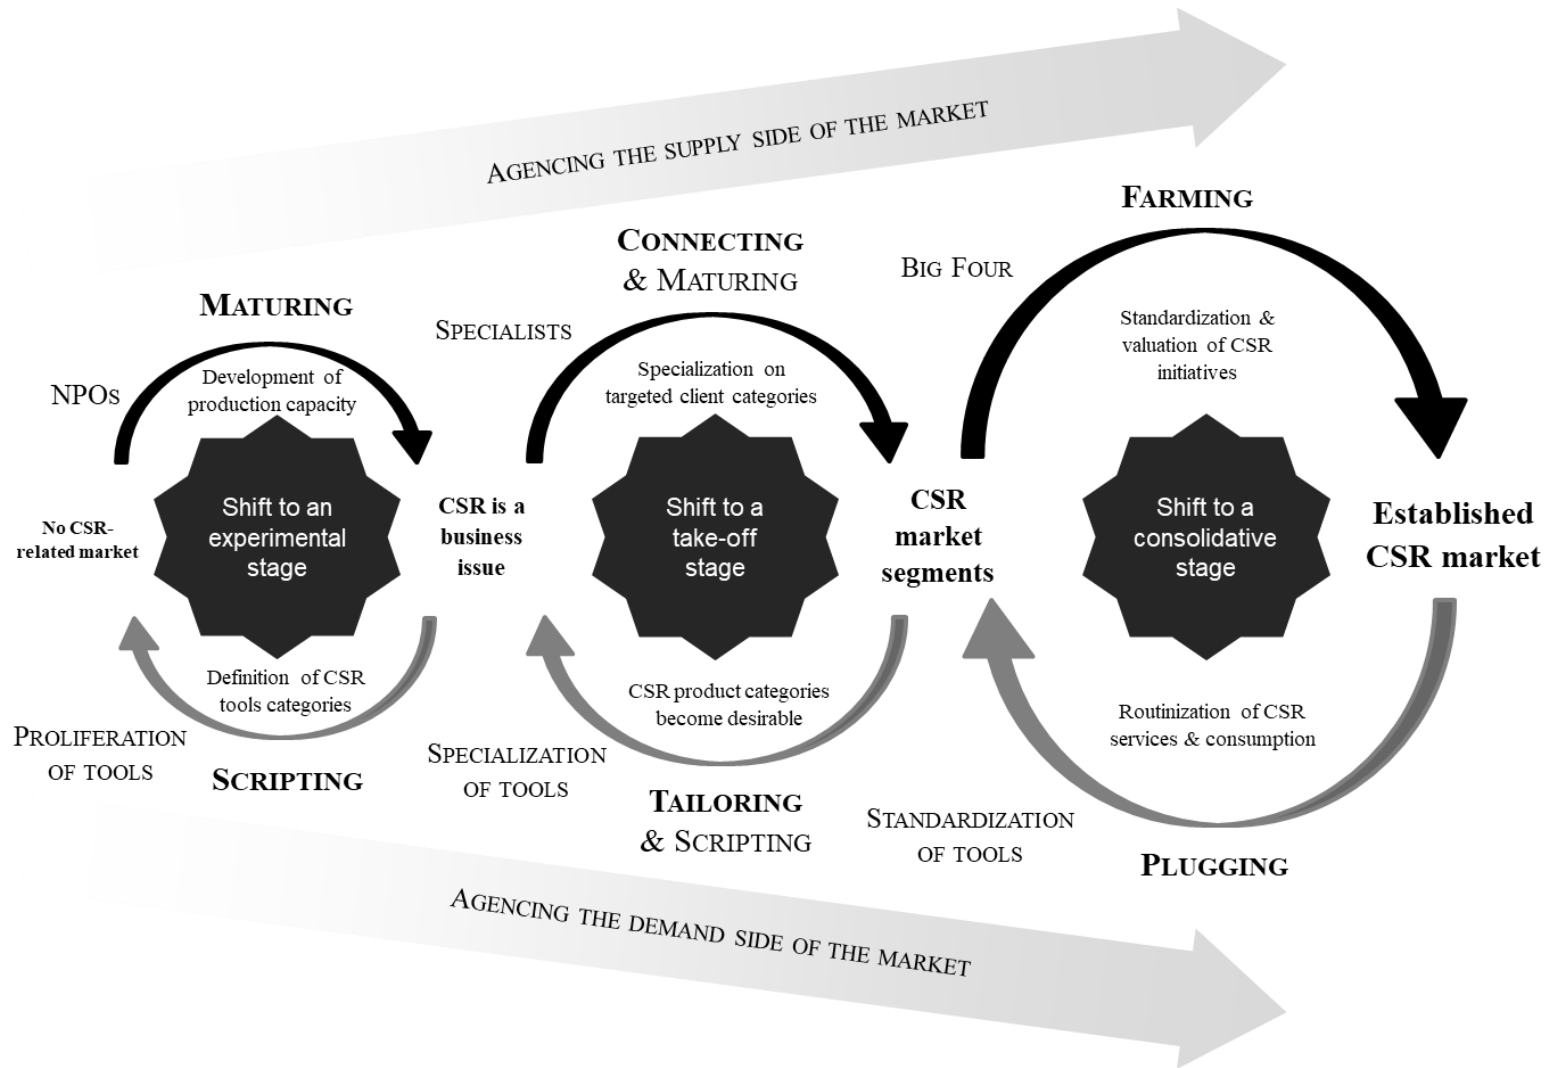 AGENCING THE SUPPLY SIDE OF THE MARKET
MATURING
NPOS
Development of
production capacity
No CSR-
related market
Shift to an
experimental
stage
CSR is a
business
issue
Definition of CSR
tools categories
PROLIFERATION
OF TOOLS
SCRIPTING
CONNECTING
& MATURING
SPECIALISTS
Specialization on
targeted client categories
Shift to a
take-off
stage
CSR
market
segments
CSR product categories
become desirable
SPECIALIZATION
OF TOOLS
TAILORING
& SCRIPTING
FARMING
BIG FOUR
Standardization &
valuation of CSR
initiatives
Shift to a
consolidative
stage
Established
CSR market
Routinization of CSR
services & consumption
STANDARDIZATION
OF TOOLS
PLUGGING
AGENCING THE DEMAND SIDE OF THE MARKET